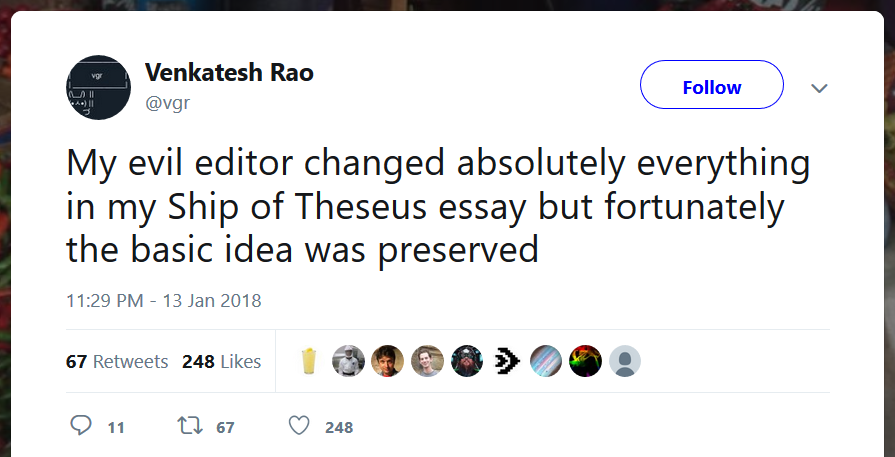 vgr
Venkatesh Rao
@vgr
Follow
My evil editor changed absolutely everything
in my Ship of Theseus essay but fortunately
the basic idea was preserved
11:29 PM - 13 Jan 2018
67 Retweets 248 Likes
11 67 248